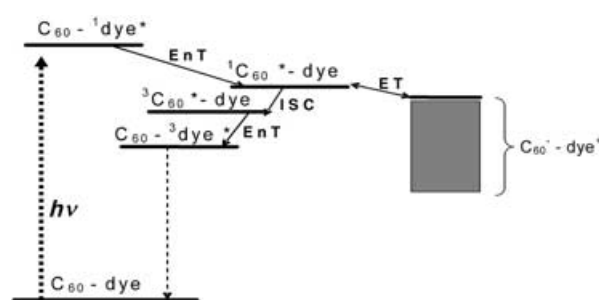 C₆₀ - ¹dye*
EnT
¹C₆₀ *- dye
ET
³C₆₀ *- dye
ISC
C₆₀ - ³dye *
EnT
C₆₀⁻ - dye⁺
hν
C₆₀ - dye